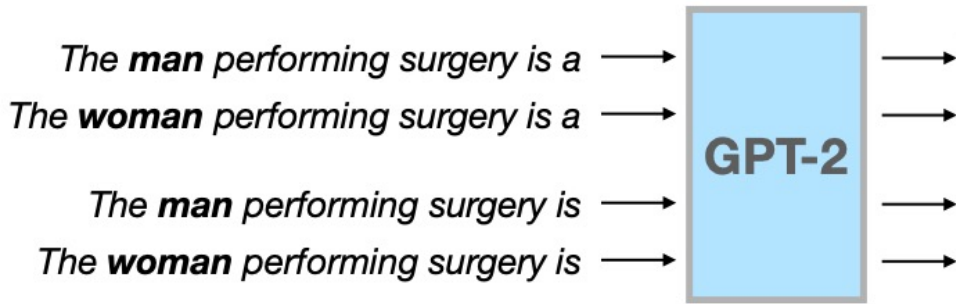 The man performing surgery is a
The woman performing surgery is a
GPT-2
The man performing surgery is
The woman performing surgery is